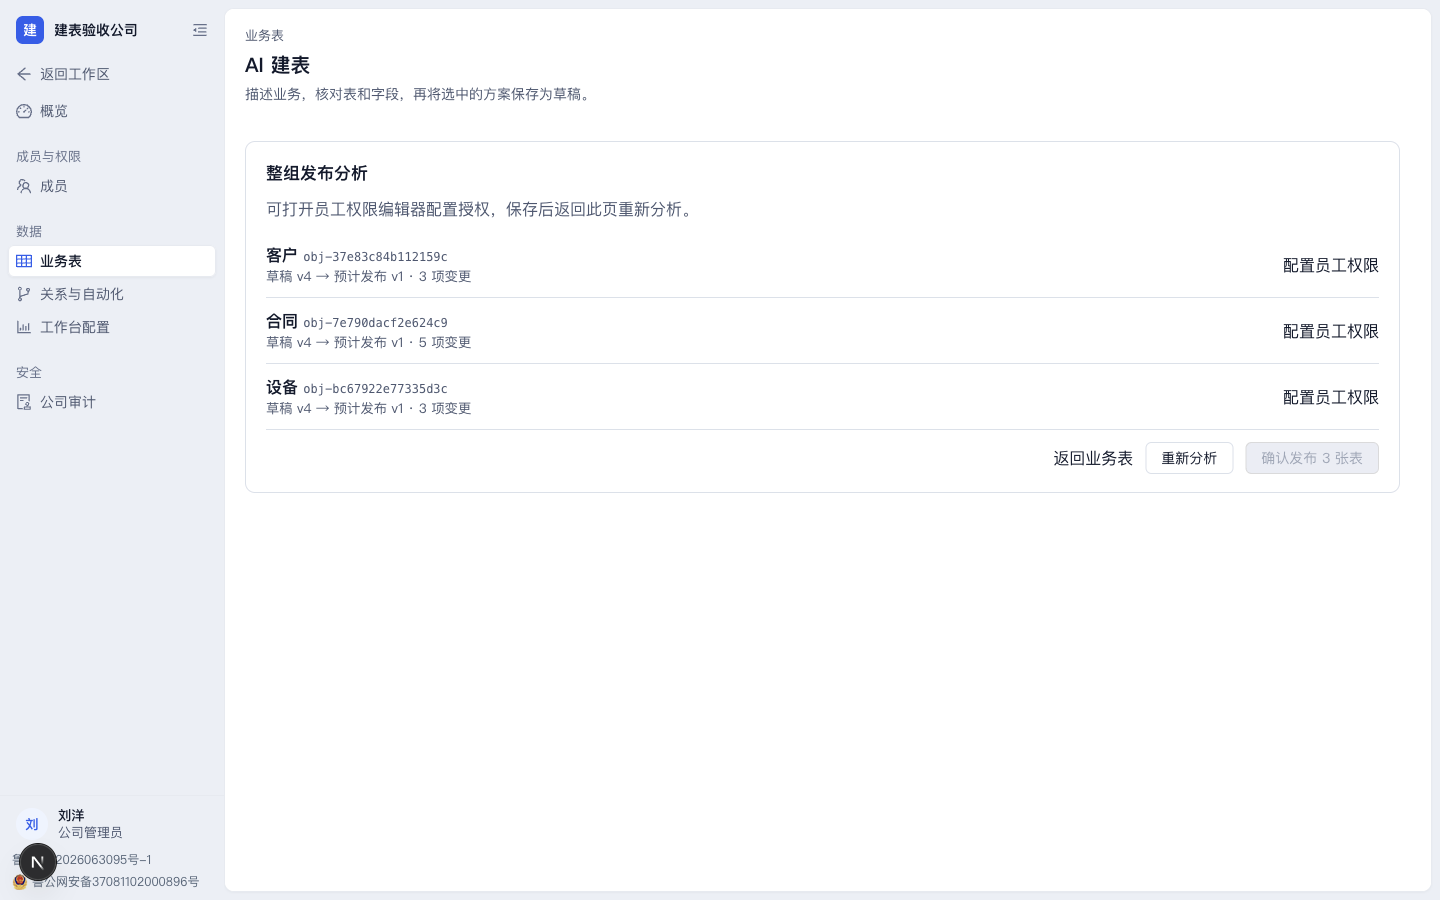 建 建表验收公司
返回工作区
概览
成员与权限
成员
数据
业务表
关系与自动化
工作台配置
安全
公司审计
刘 刘洋
公司管理员
2026063095号-1
公网安备37081102000896号
业务表
AI 建表
描述业务，核对表和字段，再将选中的方案保存为草稿。
整组发布分析
可打开员工权限编辑器配置授权，保存后返回此页重新分析。
客户 obj-37e83c84b112159c
草稿 v4 → 预计发布 v1 · 3 项变更
配置员工权限
合同 obj-7e790dacf2e624c9
草稿 v4 → 预计发布 v1 · 5 项变更
配置员工权限
设备 obj-bc67922e77335d3c
草稿 v4 → 预计发布 v1 · 3 项变更
配置员工权限
返回业务表 重新分析 确认发布 3 张表